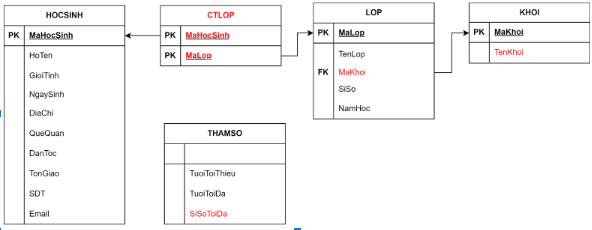 HOCSINH
PK MaHocSinh
HoTen
GioiTinh
NgaySinh
DiaChi
QueQuan
DanToc
TonGiao
SDT
Email
CTLOP
PK MaHocSinh
PK MaLop
THAMSO
TuoiToiThieu
TuoiToiDa
SiSoToiDa
LOP
PK MaLop
TenLop
FK MaKhoi
SiSo
NamHoc
KHOI
PK MaKhoi
TenKhoi